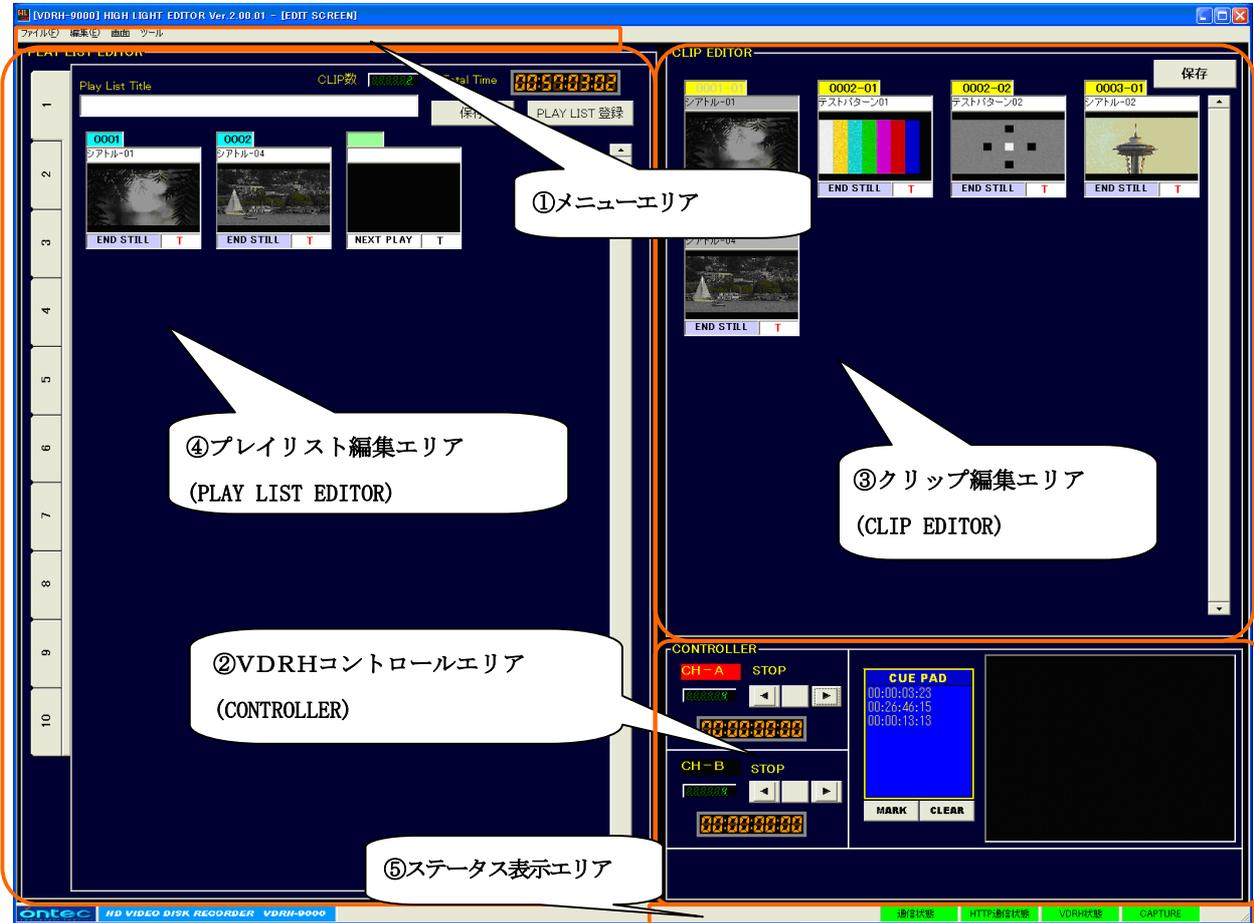 [VDRH-9000] HIGH LIGHT EDITOR Ver.2.00.01 - [EDIT SCREEN]
ファイル(F) 編集(E) 画面 ツール
PLAY LIST EDITOR
Play List Title
CLIP数
Total Time
00:57:03:02
保存
PLAY LIST 登録
1
2
3
4
5
6
7
8
9
10
0001
シアトル-01
END STILL T
0002
シアトル-04
END STILL T
NEXT PLAY T
①メニューエリア
④プレイリスト編集エリア
(PLAY LIST EDITOR)
②VDRHコントロールエリア
(CONTROLLER)
⑤ステータス表示エリア
CLIP EDITOR
保存
0001-01
シアトル-01
0002-01
テストパターン01
END STILL T
0002-02
テストパターン02
END STILL T
0003-01
シアトル-02
END STILL T
シアトル-04
END STILL T
③クリップ編集エリア
(CLIP EDITOR)
CONTROLLER
CH-A STOP
00:00:00:00
CH-B STOP
00:00:00:00
CUE PAD
00:00:03:23
00:26:46:15
00:00:13:13
MARK CLEAR
ontec HD VIDEO DISK RECORDER VDRH-9000
通信状態 HTTP通信状態 VDRH状態 CAPTURE